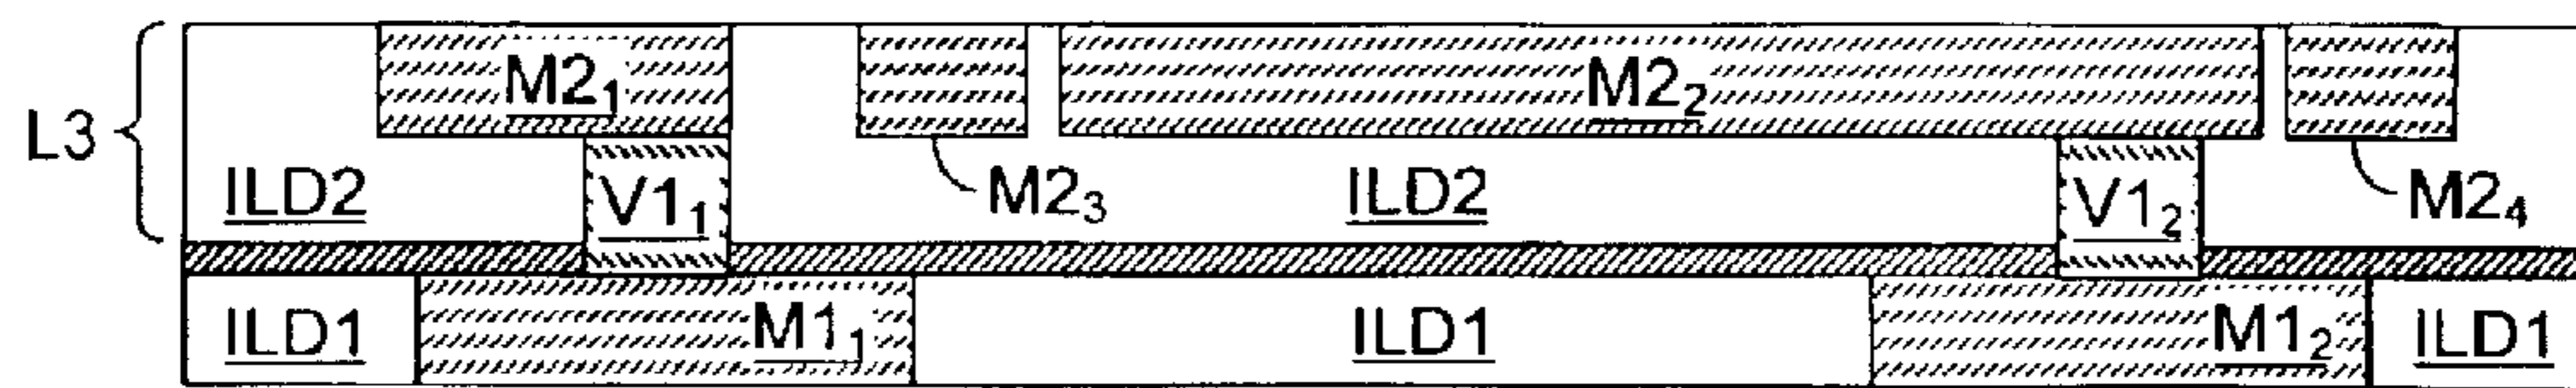 M2₁ M2₂
L3
ILD2 V1₁ M2₃ ILD2 V1₂ M2₄
ILD1 M1₁ ILD1 M1₂ ILD1